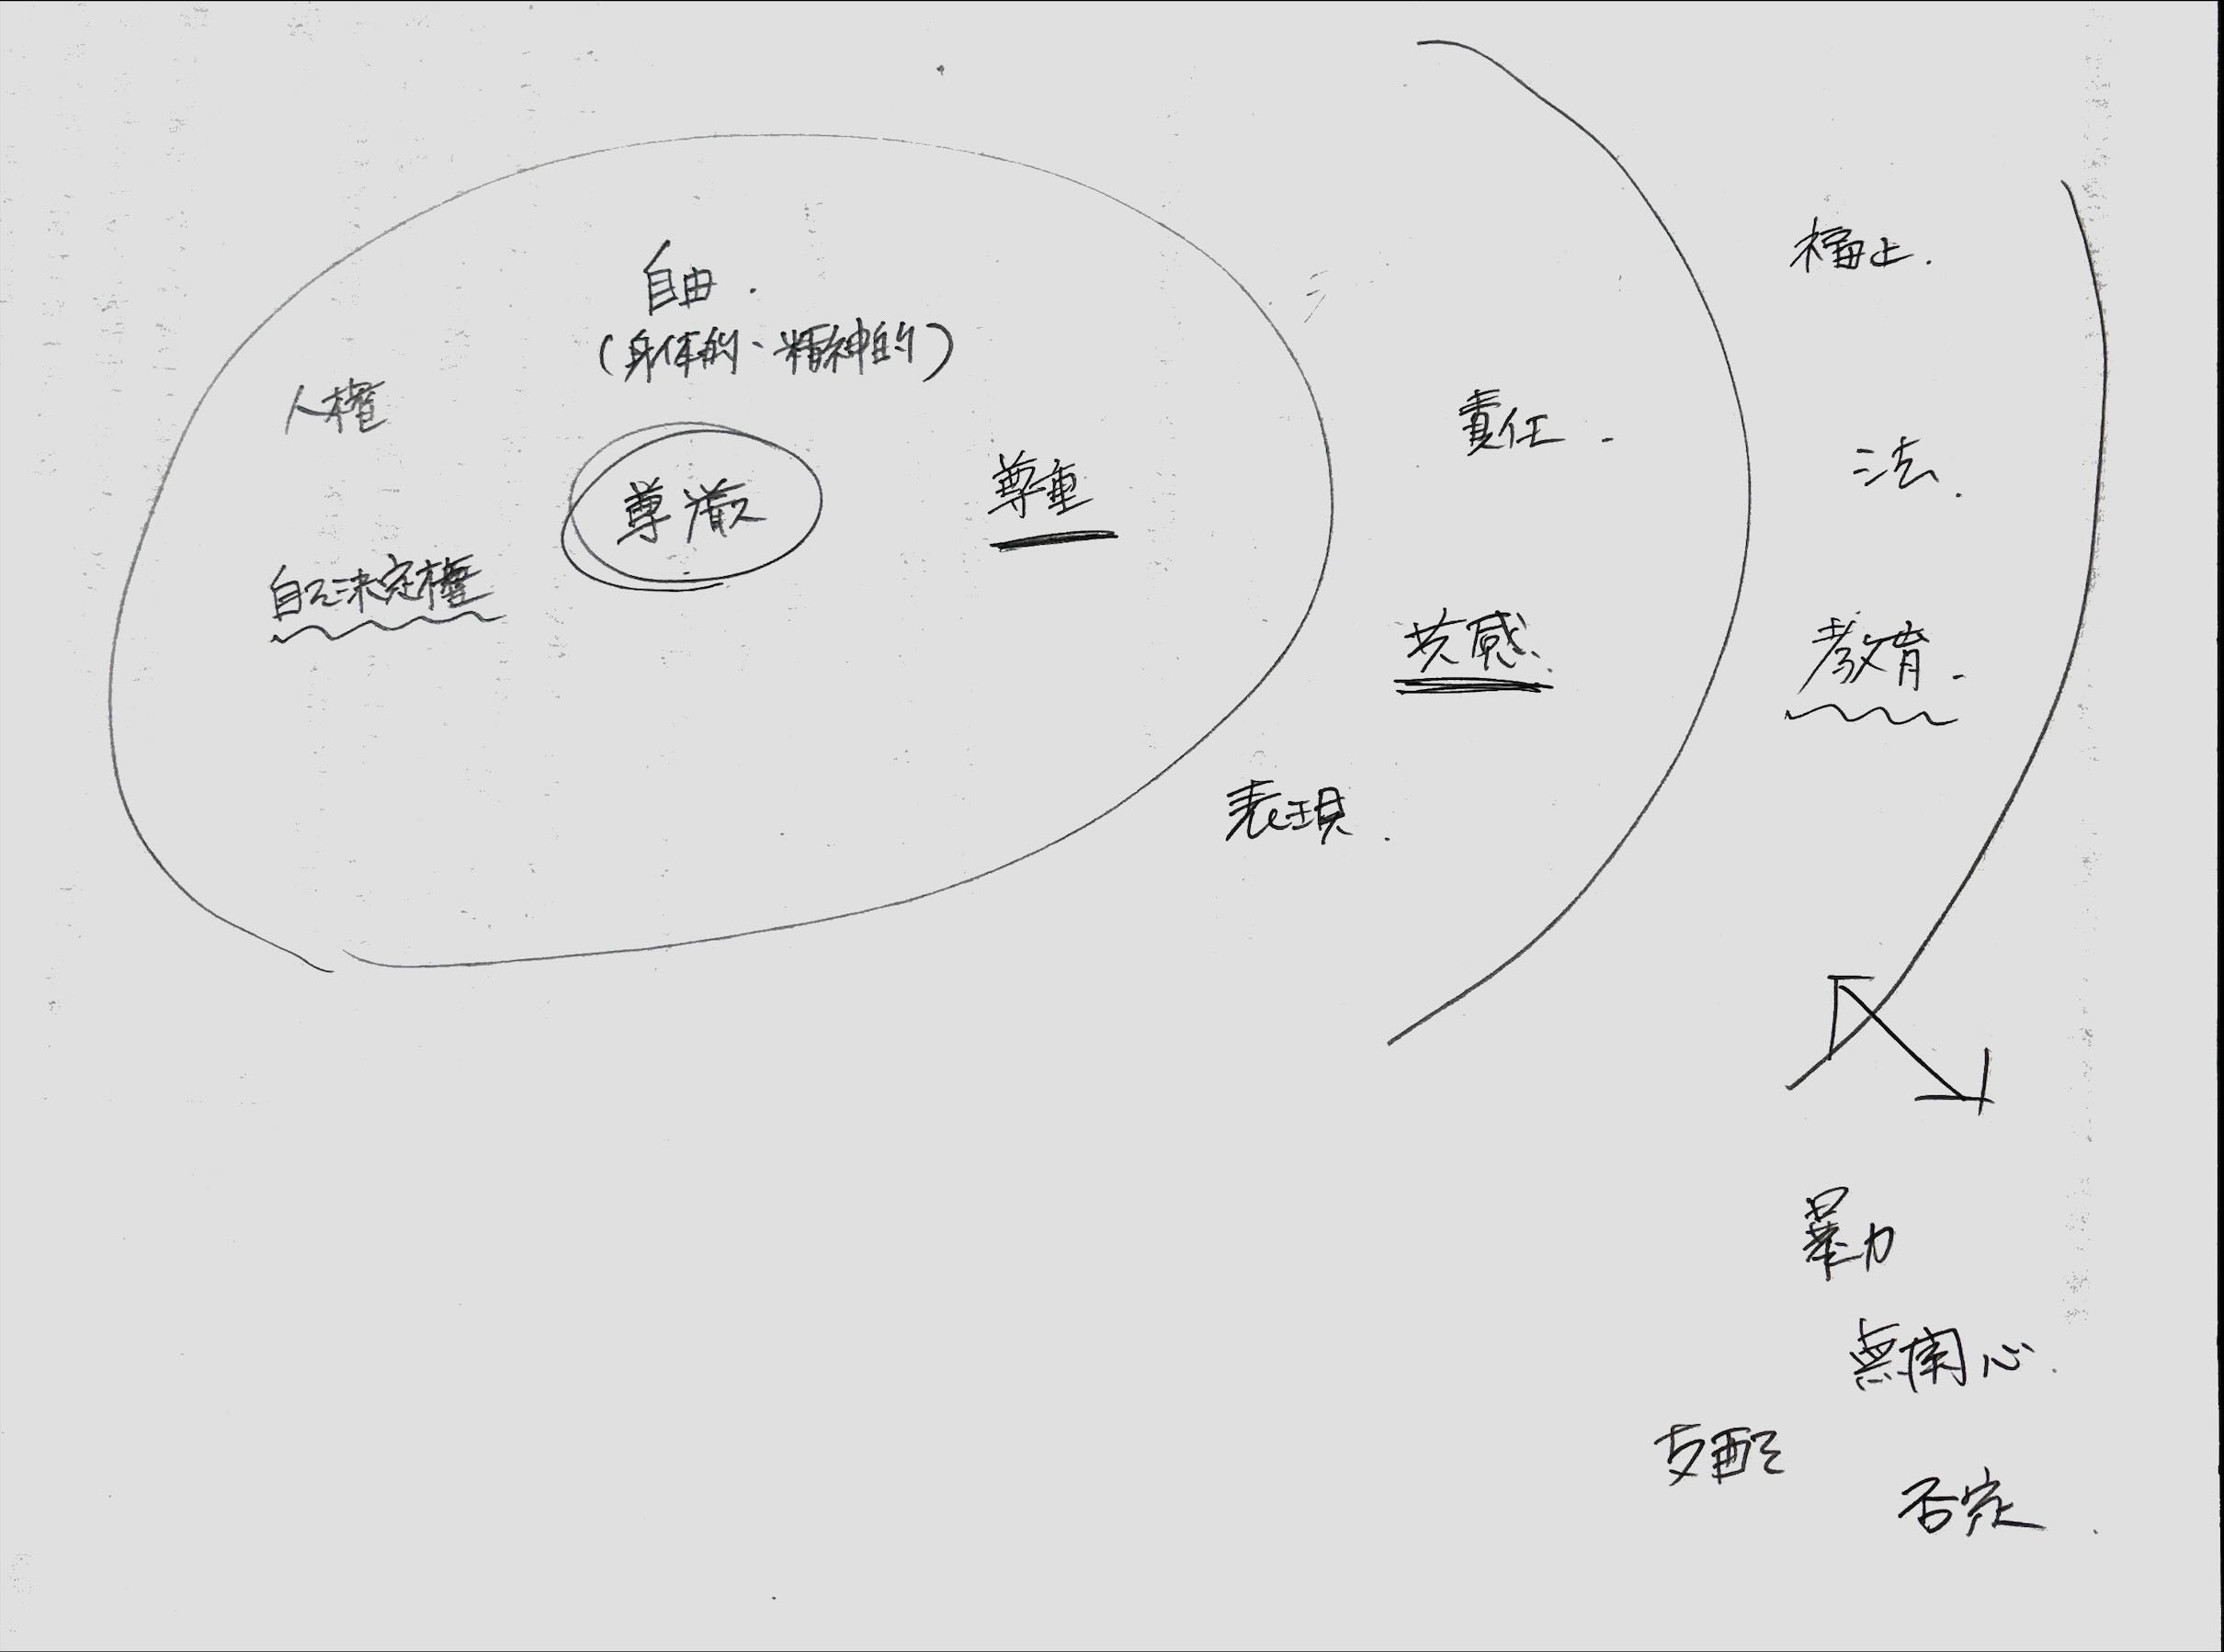 自由.
(身体的・精神的)
人権
尊厳
尊重
自己決定権
責任.
共感.
表現.
福止.
法.
教育.
暴力
無関心.
支配
否定.